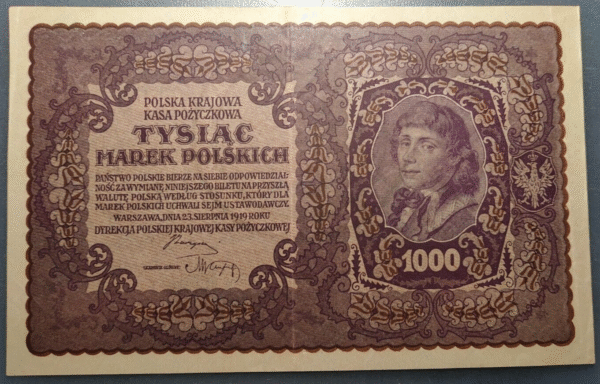 POLSKA KRAJOWA
KASA POŻYCZKOWA
TYSIĄC
MAREK POLSKICH
PAŃSTWO POLSKIE BIERZE NA SIEBIE ODPOWIEDZIAL-
NOŚĆ ZA WYMIANĘ NINIEJSZEGO BILETU NA PRZYSZŁĄ
WALUTĘ POLSKĄ WEDŁUG STOSUNKU, KTÓRY DLA
MAREK POLSKICH UCHWALI SEJM USTAWODAWCZY.
WARSZAWA, DNIA 23 SIERPNIA 1919 ROKU
DYREKCJA POLSKIEJ KRAJOWEJ KASY POŻYCZKOWEJ
1000